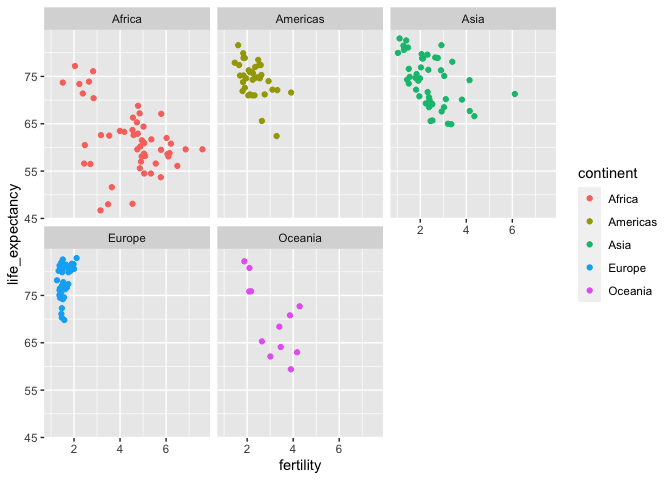 Africa
Americas
Asia
75
65
55
45
2
4
6
life_expectancy
Europe
Oceania
75
65
55
45
2
4
6
2
4
6
fertility
continent
Africa
Americas
Asia
Europe
Oceania